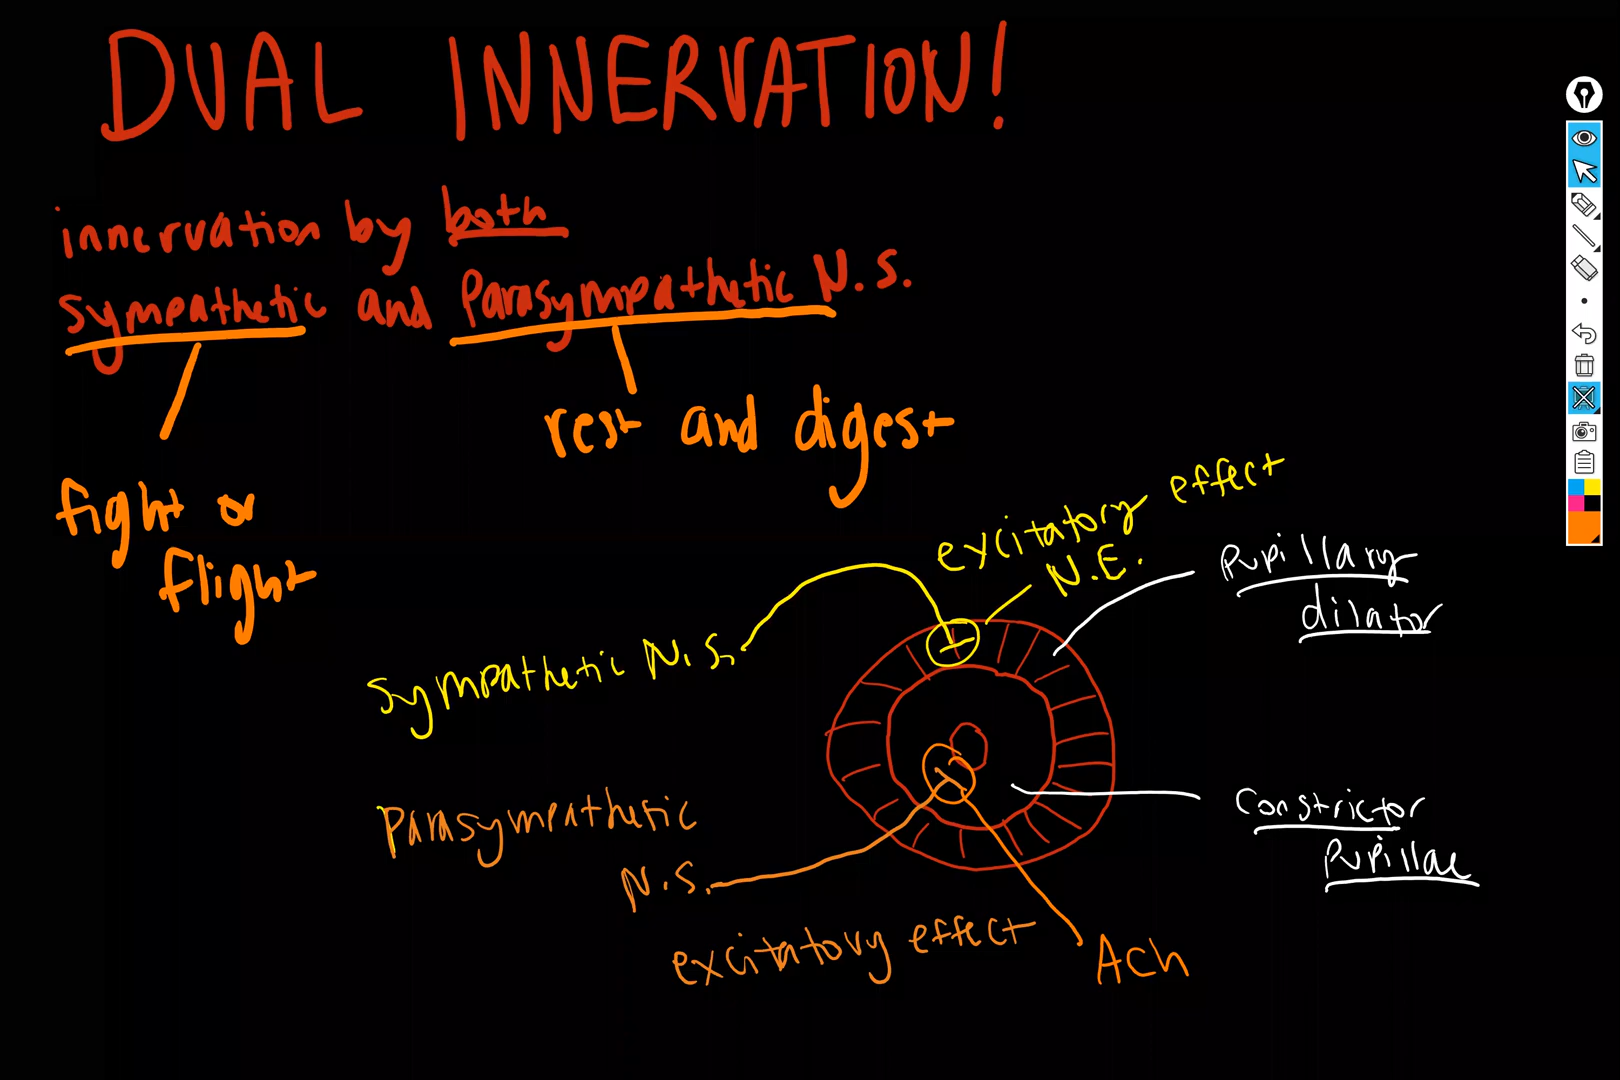 DUAL INNERVATION!
innervation by both
sympathetic and Parasympathetic N.S.
rest and digest
fight or
flight
excitatory effect
N.E.
Pupillary
dilator
sympathetic N.S.
Parasympathetic
N.S.
constrictor
pupillae
excitatory effect
ACh